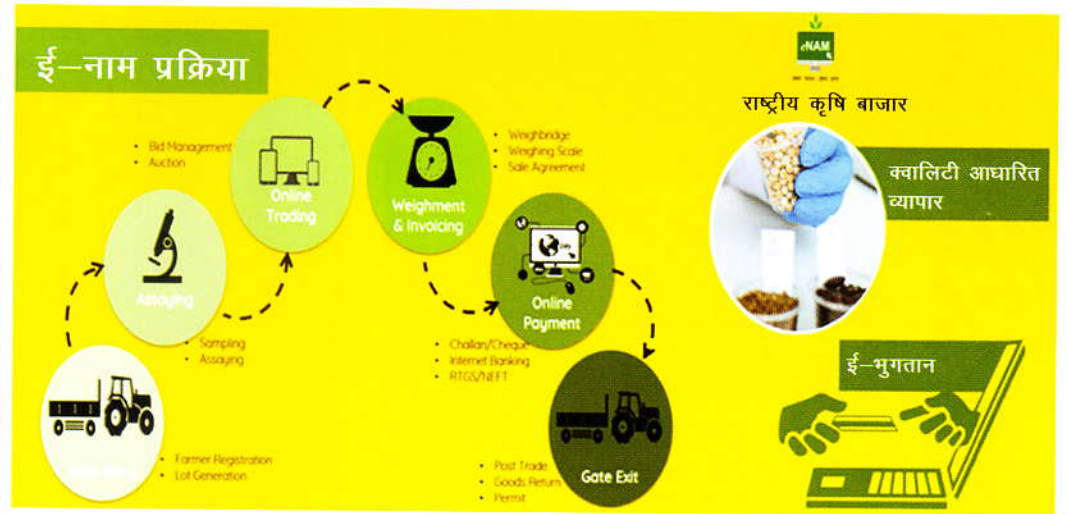 ई–नाम प्रक्रिया
eNAM
राष्ट्रीय कृषि बाजार
• Bid Management
• Auction
Online
Trading
• Weighbridge
• Weighing Scale
• Sale Agreement
Weighment
& Invoicing
क्वालिटी आधारित
व्यापार
Assaying
• Sampling
• Assaying
Online
Payment
• Challan/Cheque
• Internet Banking
• RTGS/NEFT
ई–भुगतान
• Farmer Registration
• Lot Generation
• Post Trade
• Goods Return
• Permit
Gate Exit